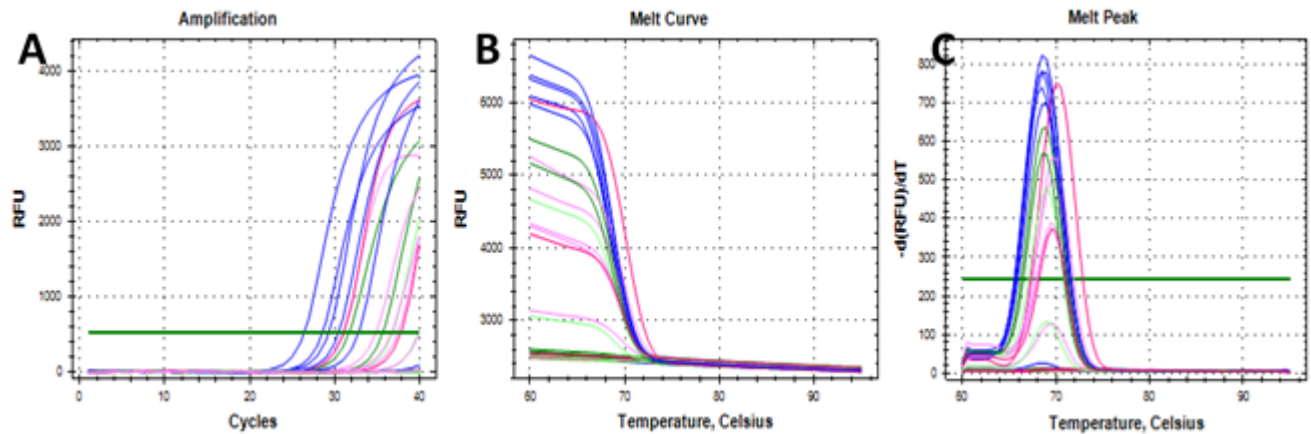 A
Amplification
RFU
4000
3000
2000
1000
0
0 10 20 30 40
Cycles
B
Melt Curve
RFU
6000
5000
4000
3000
60 70 80 90
Temperature, Celsius
C
Melt Peak
-d(RFU)/dT
800
700
600
500
400
300
200
100
0
60 70 80 90
Temperature, Celsius